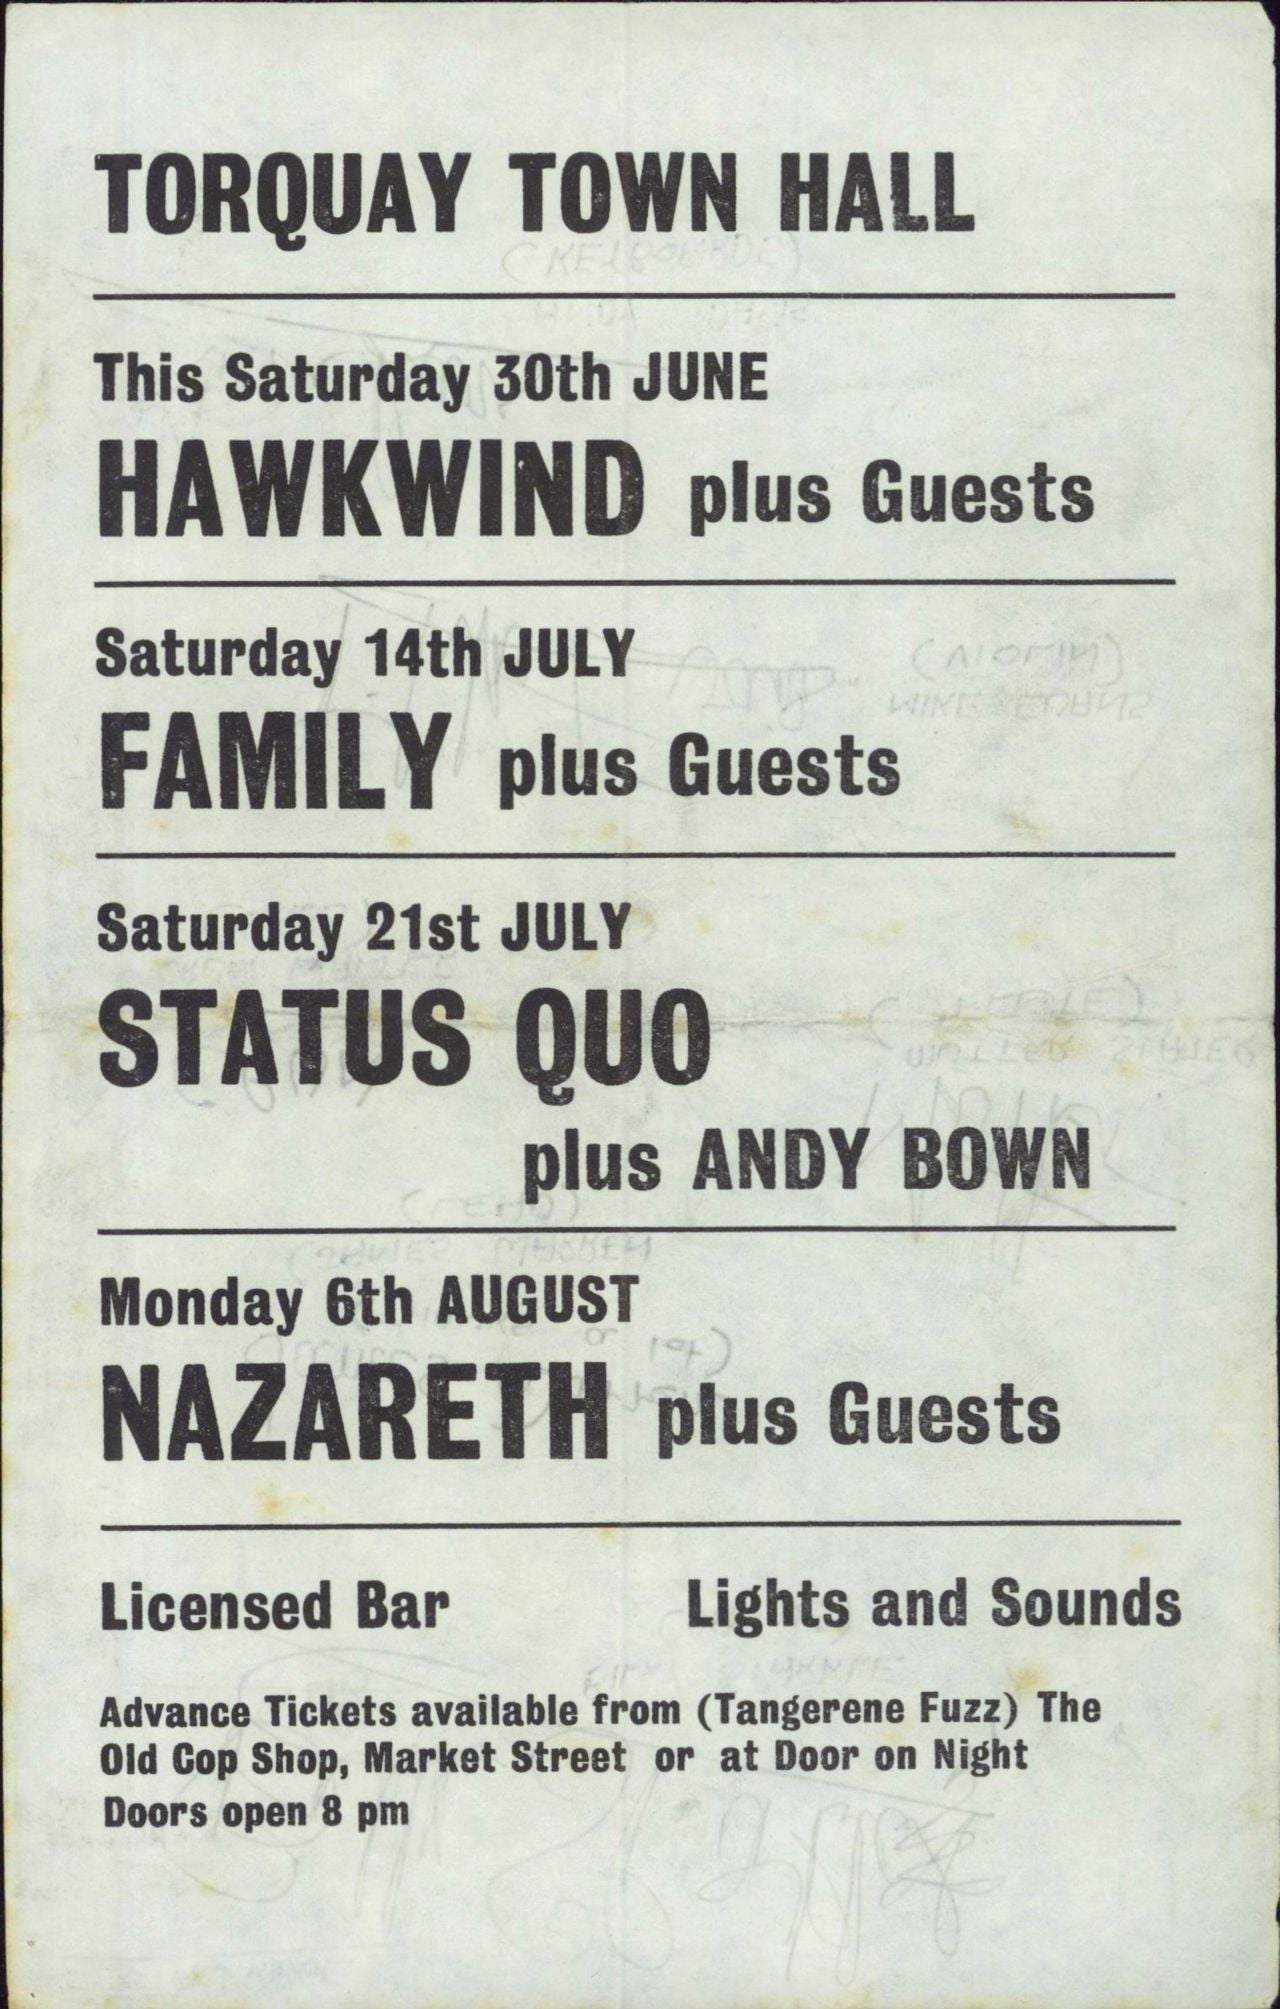 TORQUAY TOWN HALL
This Saturday 30th JUNE
HAWKWIND plus Guests
Saturday 14th JULY
FAMILY plus Guests
Saturday 21st JULY
STATUS QUO
plus ANDY BOWN
Monday 6th AUGUST
NAZARETH plus Guests
Licensed Bar Lights and Sounds
Advance Tickets available from (Tangerene Fuzz) The
Old Cop Shop, Market Street or at Door on Night
Doors open 8 pm